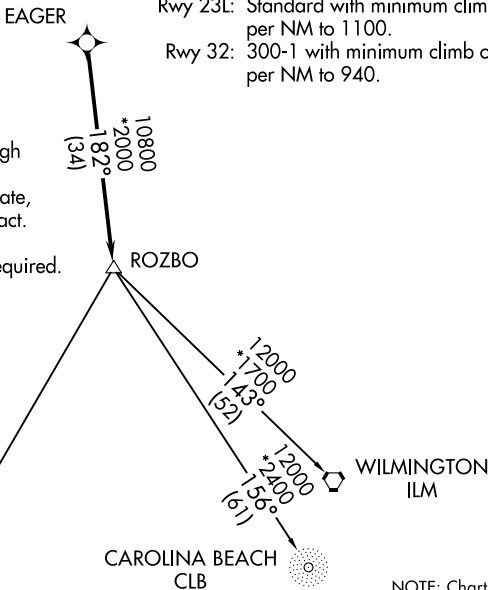 EAGER
Rwy 23L: Standard with minimum clim
per NM to 1100.
Rwy 32: 300-1 with minimum climb o
per NM to 940.
10800
*2000
182°
(34)
gh
ate,
act.
equired.
ROZBO
12000
*1700
143°
(52)
12000
*2400
156°
(61)
WILMINGTON
ILM
CAROLINA BEACH
CLB
NOTE: Chart